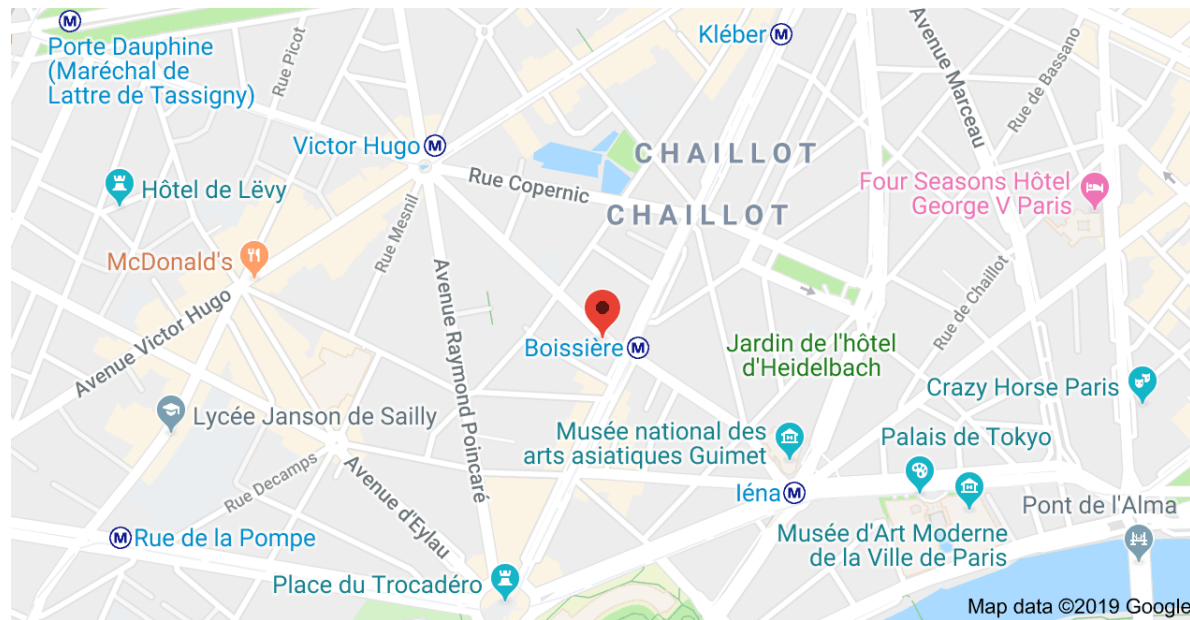 Porte Dauphine
(Maréchal de
Lattre de Tassigny)
Rue Picot
Kléber
Avenue Marceau
Rue de Bassano
Victor Hugo
CHAILLOT
Rue Copernic
Hôtel de Lëvy
Four Seasons Hôtel
George V Paris
CHAILLOT
Rue Mesnil
McDonald's
Avenue Victor Hugo
Avenue Raymond Poincaré
Rue de Chaillot
Boissière
Jardin de l'hôtel
d'Heidelbach
Crazy Horse Paris
Lycée Janson de Sailly
Musée national des
arts asiatiques Guimet
Palais de Tokyo
Rue Decamps
Avenue d'Eylau
Iéna
Pont de l'Alma
Rue de la Pompe
Musée d'Art Moderne
de la Ville de Paris
Place du Trocadéro
Map data ©2019 Google